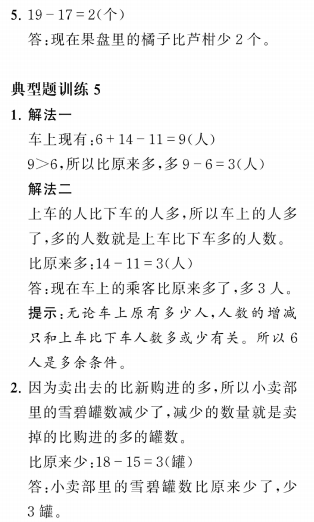 5. 19-17=2(个)
答:现在果盘里的橘子比芦柑少 2 个。
典型题训练 5
1. 解法一
车上现有:6+14-11=9(人)
9>6,所以比原来多,多 9-6=3(人)
解法二
上车的人比下车的人多,所以车上的人多
了,多的人数就是上车比下车多的人数。
比原来多:14-11=3(人)
答:现在车上的乘客比原来多了,多 3 人。
提示:无论车上原有多少人,人数的增减
只和上车比下车人数多或少有关。所以 6
人是多余条件。
2. 因为卖出去的比新购进的多,所以小卖部
里的雪碧罐数减少了,减少的数量就是卖
掉的比购进的多的罐数。
比原来少:18-15=3(罐)
答:小卖部里的雪碧罐数比原来少了,少
3 罐。